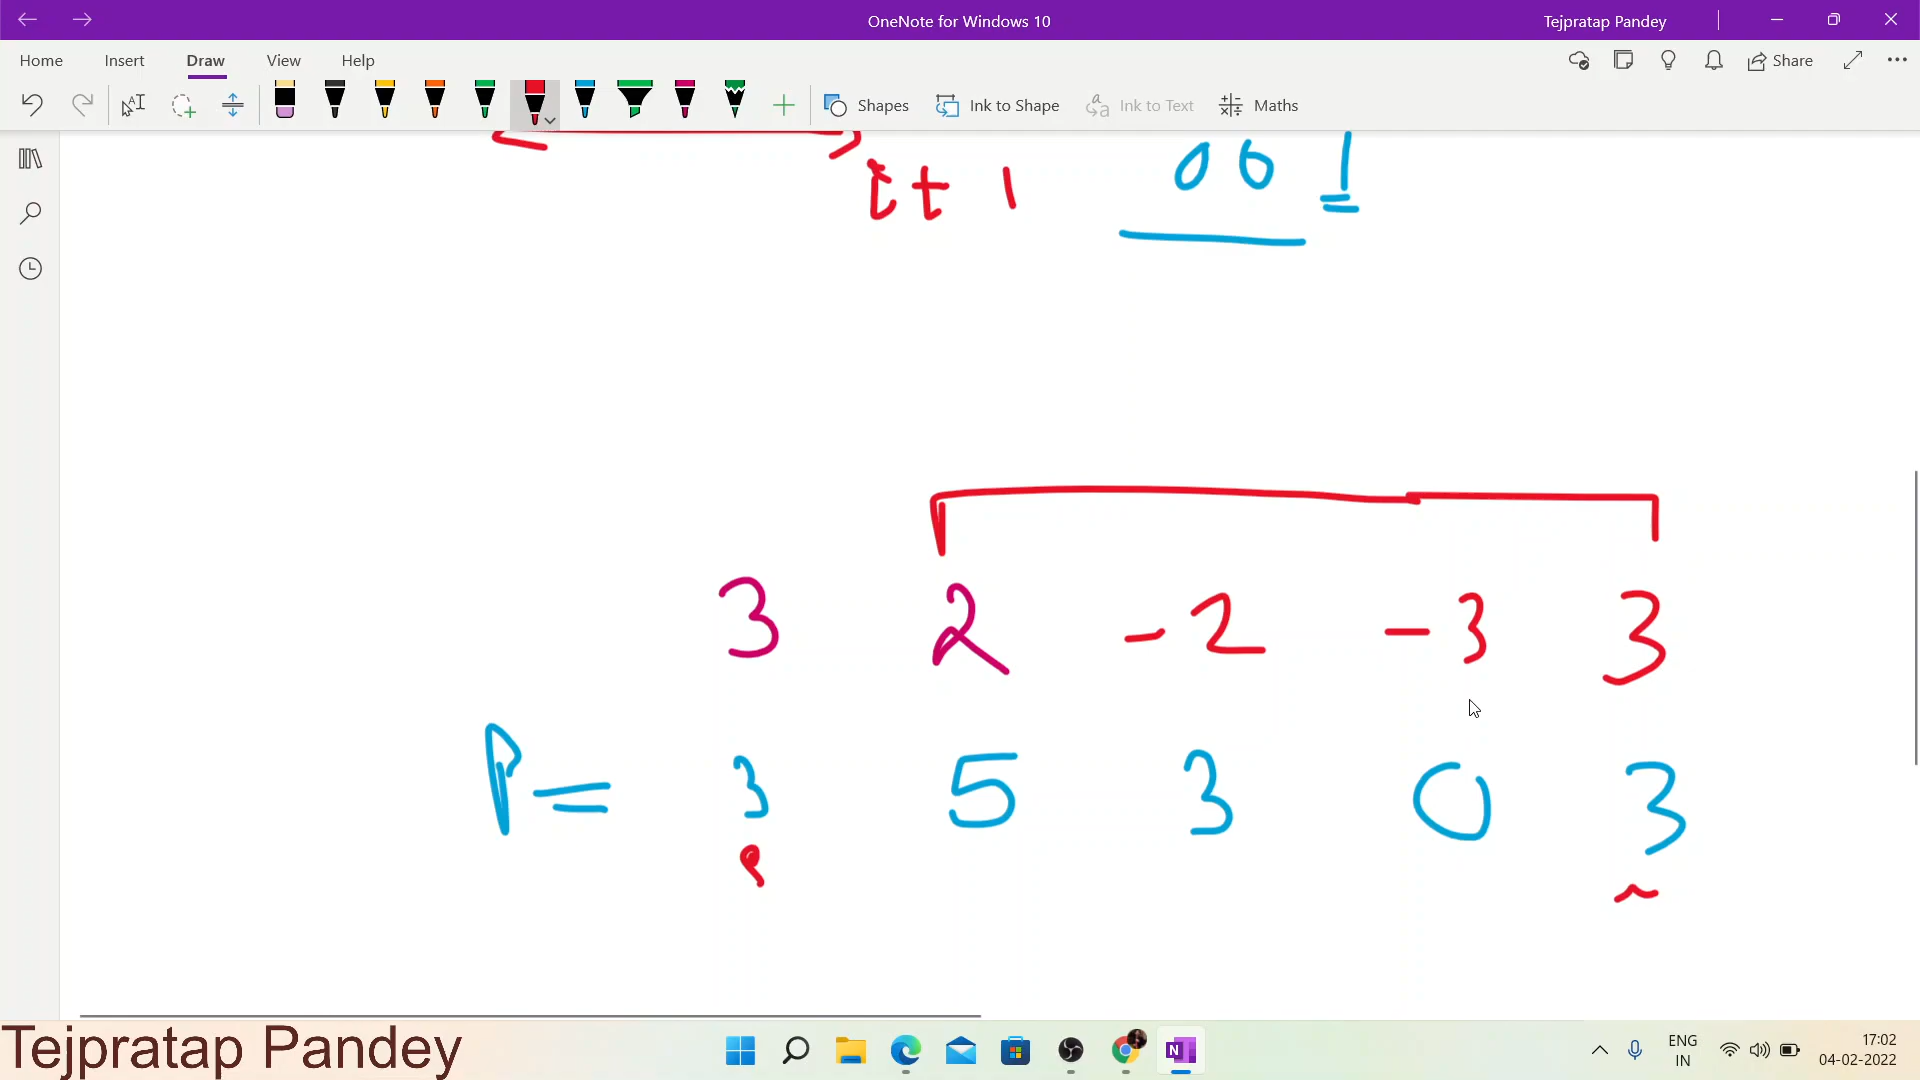 OneNote for Windows 10
Tejpratap Pandey
Home Insert Draw View Help
Share
Shapes Ink to Shape Ink to Text Maths
0 0 1
i + 1
3 2 -2 -3 3
P= 3 5 3 0 3
Tejpratap Pandey
ENG
IN
17:02
04-02-2022